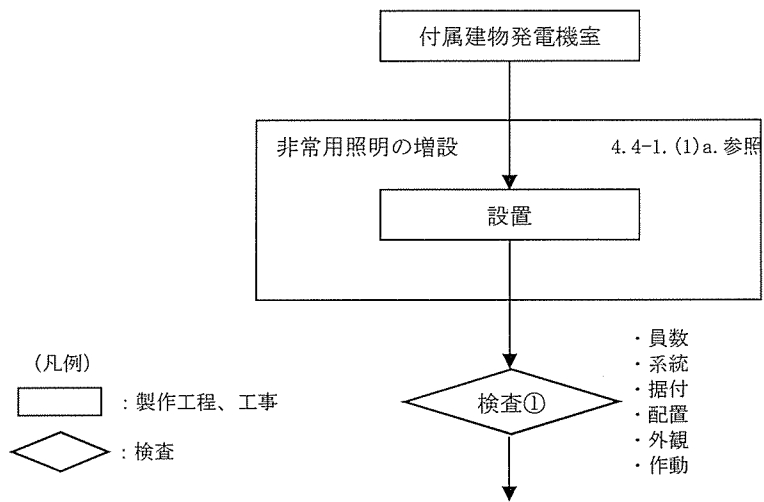 付属建物発電機室
非常用照明の増設
4.4-1.(1)a.参照
設置
検査①
・員数
・系統
・据付
・配置
・外観
・作動
(凡例)
：製作工程、工事
：検査